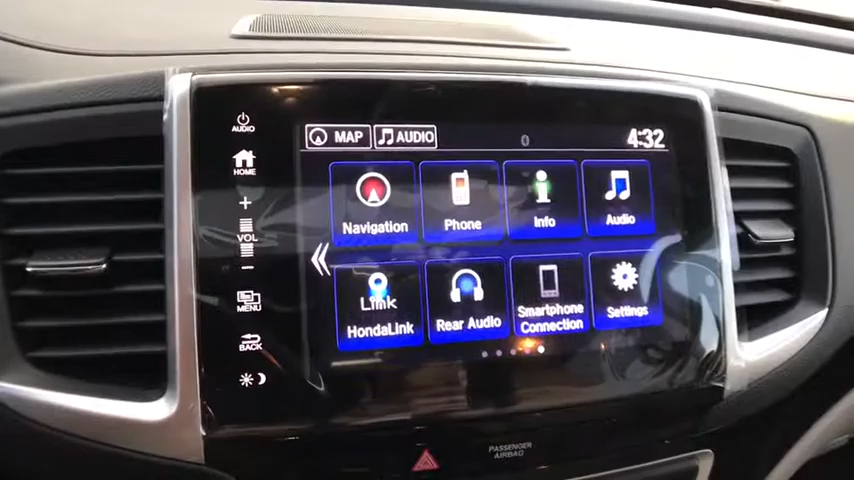 AUDIO
HOME
+
VOL
−
MENU
BACK
MAP
AUDIO
4:32
Navigation
Phone
Info
Audio
Link
HondaLink
Rear Audio
Smartphone
Connection
Settings
PASSENGER
AIRBAG